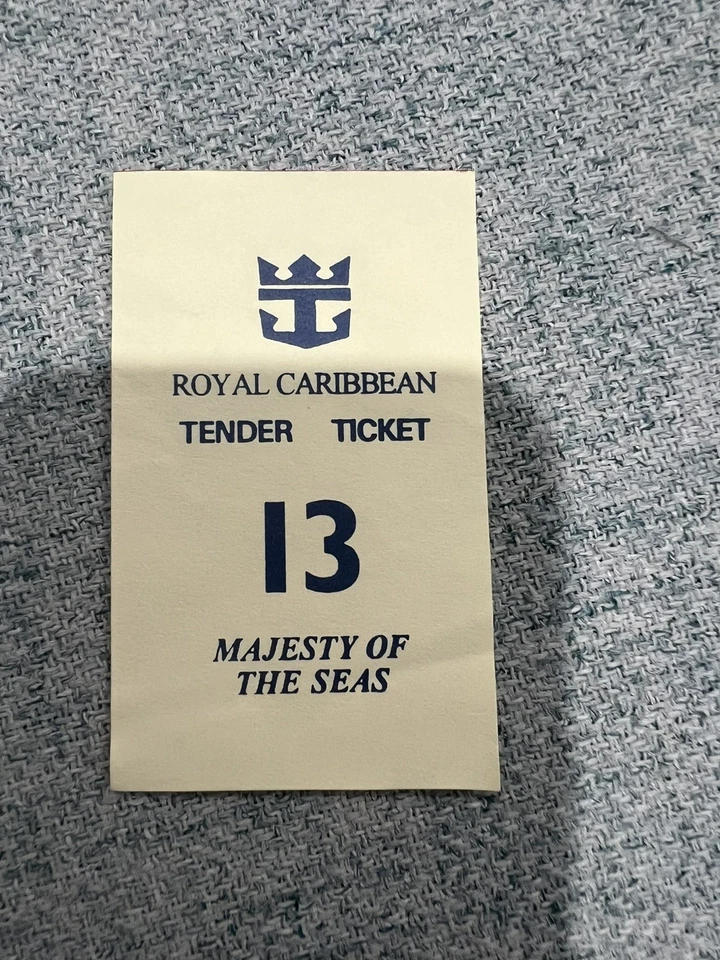 ROYAL CARIBBEAN
TENDER TICKET
13
MAJESTY OF
THE SEAS